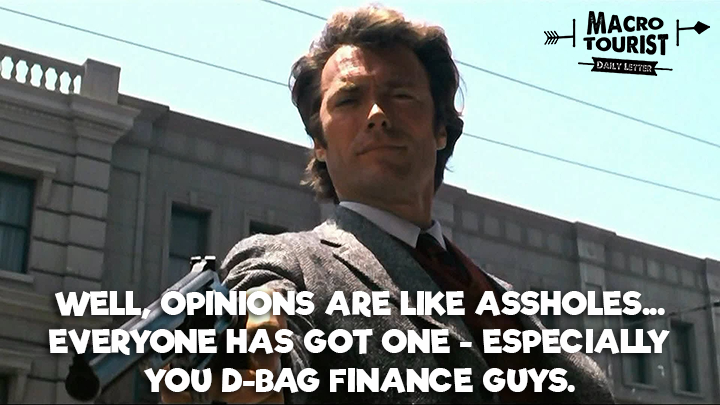 MACRO
TOURIST
DAILY LETTER
WELL, OPINIONS ARE LIKE ASSHOLES...
EVERYONE HAS GOT ONE - ESPECIALLY
YOU D-BAG FINANCE GUYS.